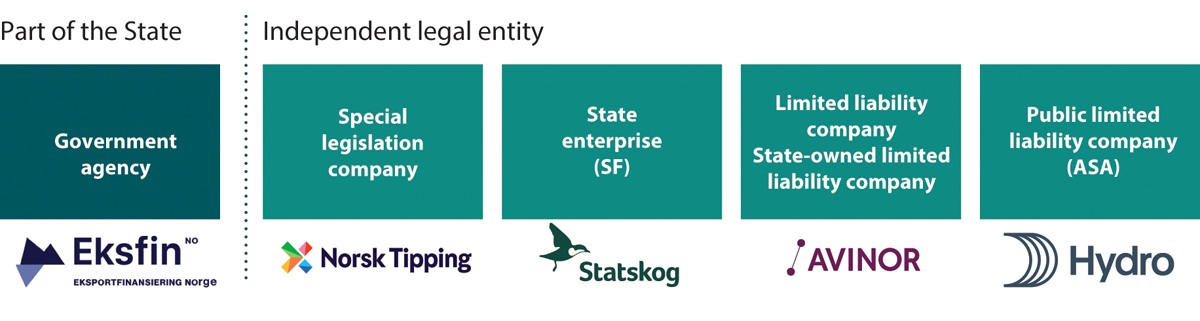 Part of the State
Independent legal entity
Government
agency
Special
legislation
company
State
enterprise
(SF)
Limited liability
company
State-owned limited
liability company
Public limited
liability company
(ASA)
Eksfin NO
EKSPORTFINANSIERING Norge
Norsk Tipping
Statskog
AVINOR
Hydro